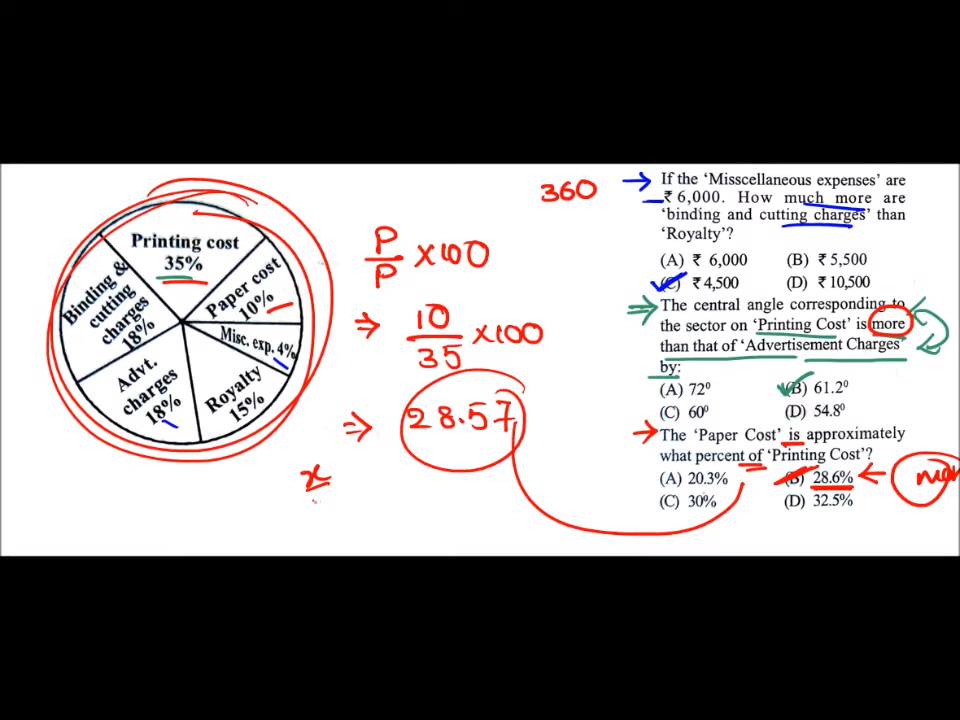 Printing cost
35%
Paper cost
10%
Misc. exp. 4%
Royalty
15%
Advt.
charges
18%
Binding &
cutting
charges
18%
P/P ×100
⇒ 10/35 ×100
⇒ 28.57
x
360
→ If the ‘Misscellaneous expenses’ are
₹ 6,000. How much more are
‘binding and cutting charges’ than
‘Royalty’?
(A) ₹ 6,000 (B) ₹ 5,500
(C) ₹ 4,500 (D) ₹ 10,500
⇒ The central angle corresponding to
the sector on ‘Printing Cost’ is more
than that of ‘Advertisement Charges’
by:
(A) 72⁰ (B) 61.2⁰
(C) 60⁰ (D) 54.8⁰
→ The ‘Paper Cost’ is approximately
what percent of ‘Printing Cost’?
(A) 20.3% (B) 28.6% ←
(C) 30% (D) 32.5%